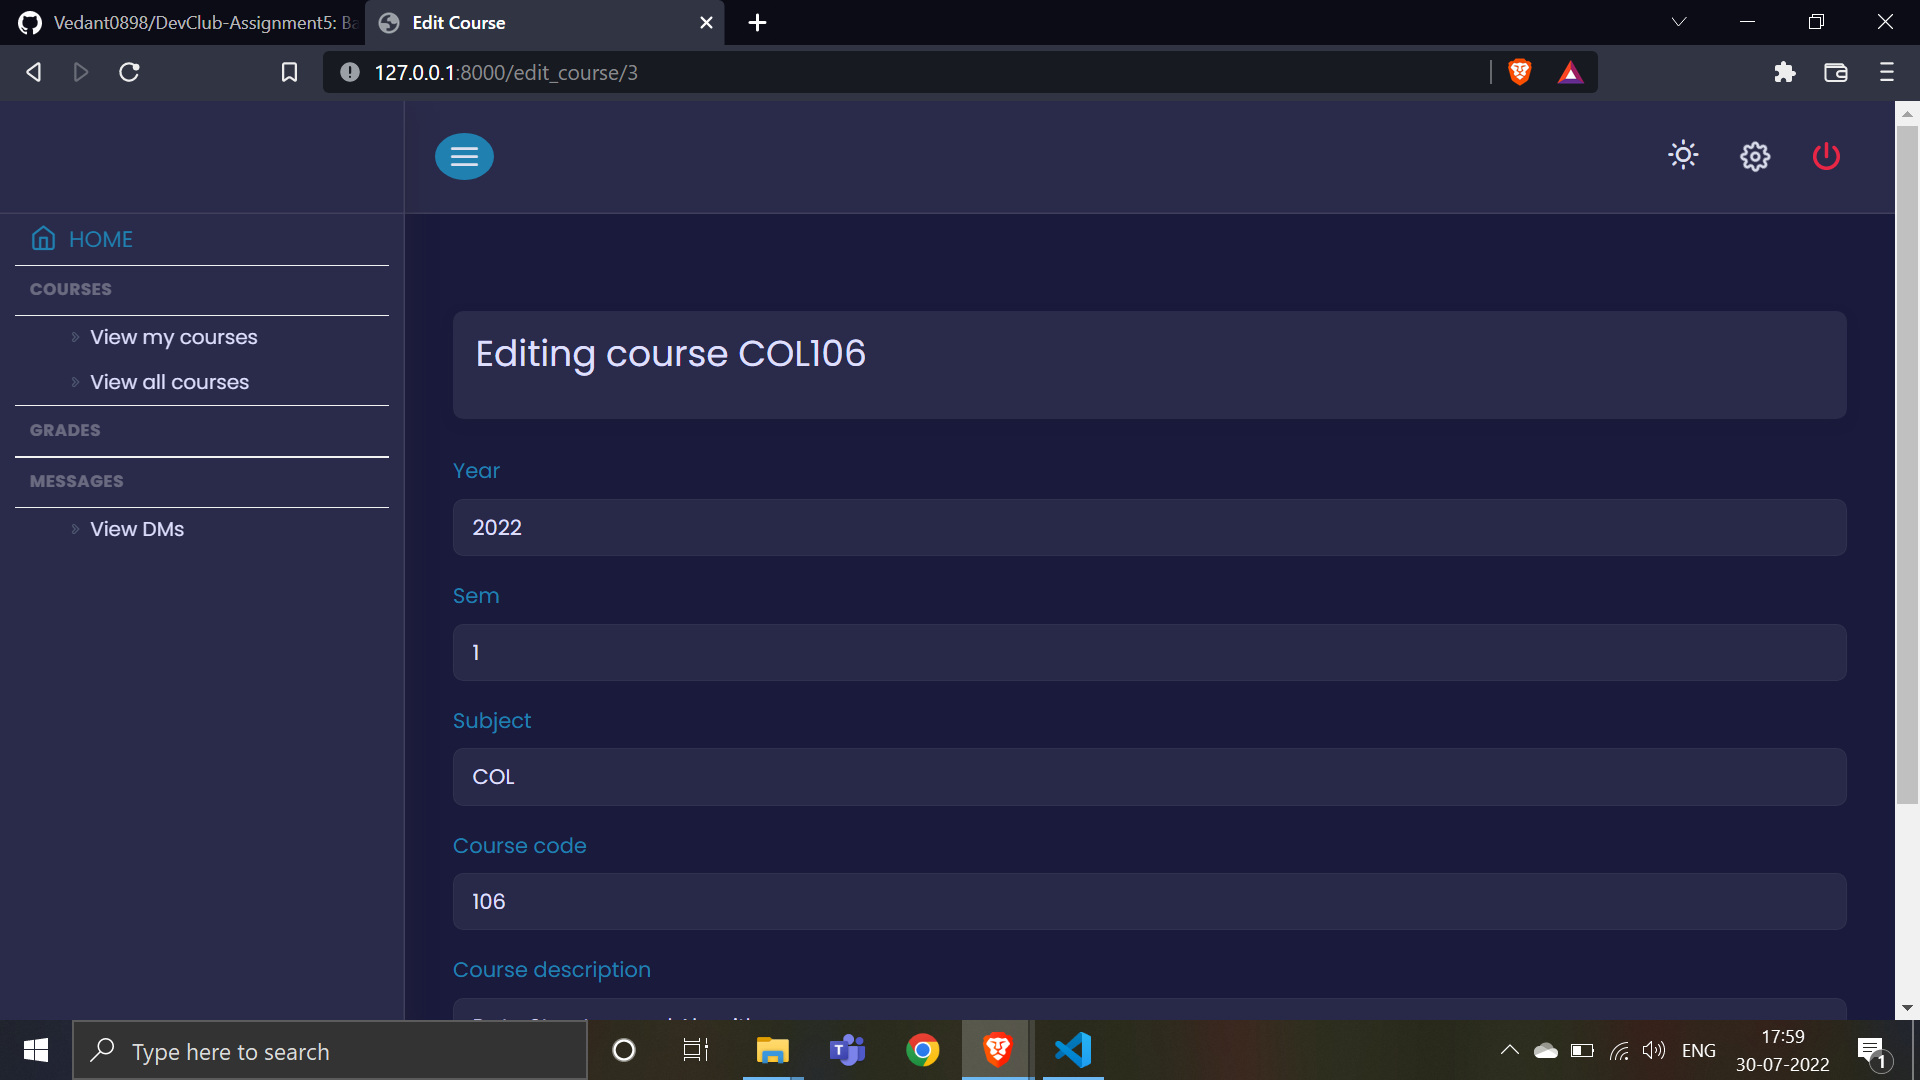 Vedant0898/DevClub-Assignment5: Ba
Edit Course
127.0.0.1:8000/edit_course/3
HOME
COURSES
View my courses
View all courses
GRADES
MESSAGES
View DMs
Editing course COL106
Year
2022
Sem
1
Subject
COL
Course code
106
Course description
Type here to search
ENG
17:59
30-07-2022
1